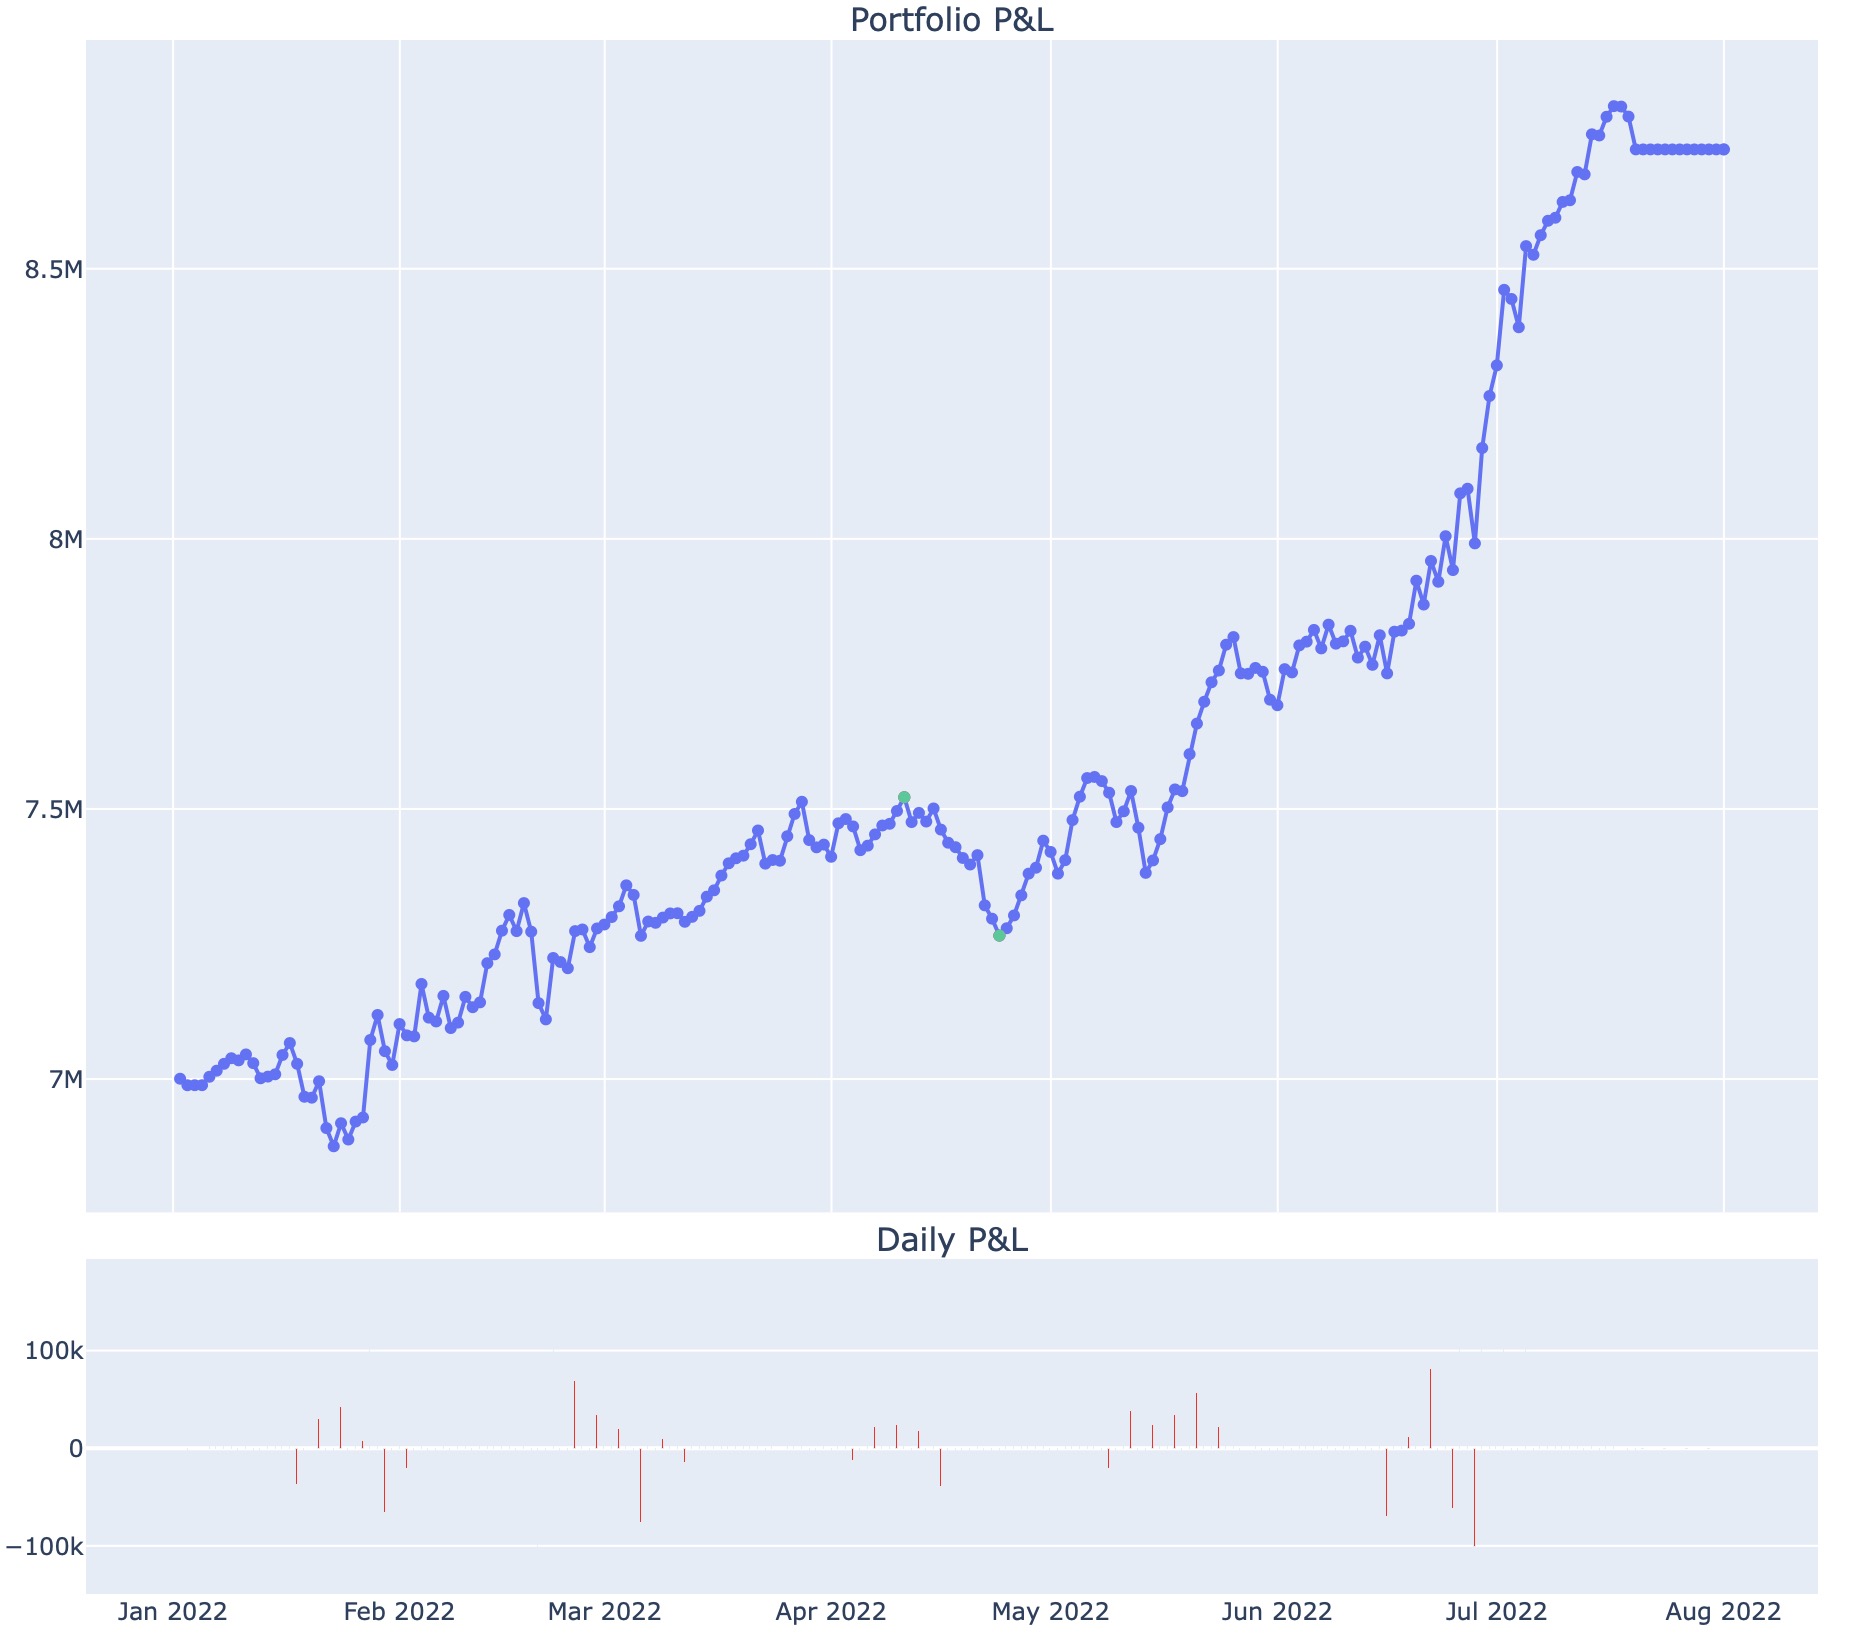 Portfolio P&L
8.5M
8M
7.5M
7M
Daily P&L
100k
0
−100k
Jan 2022
Feb 2022
Mar 2022
Apr 2022
May 2022
Jun 2022
Jul 2022
Aug 2022